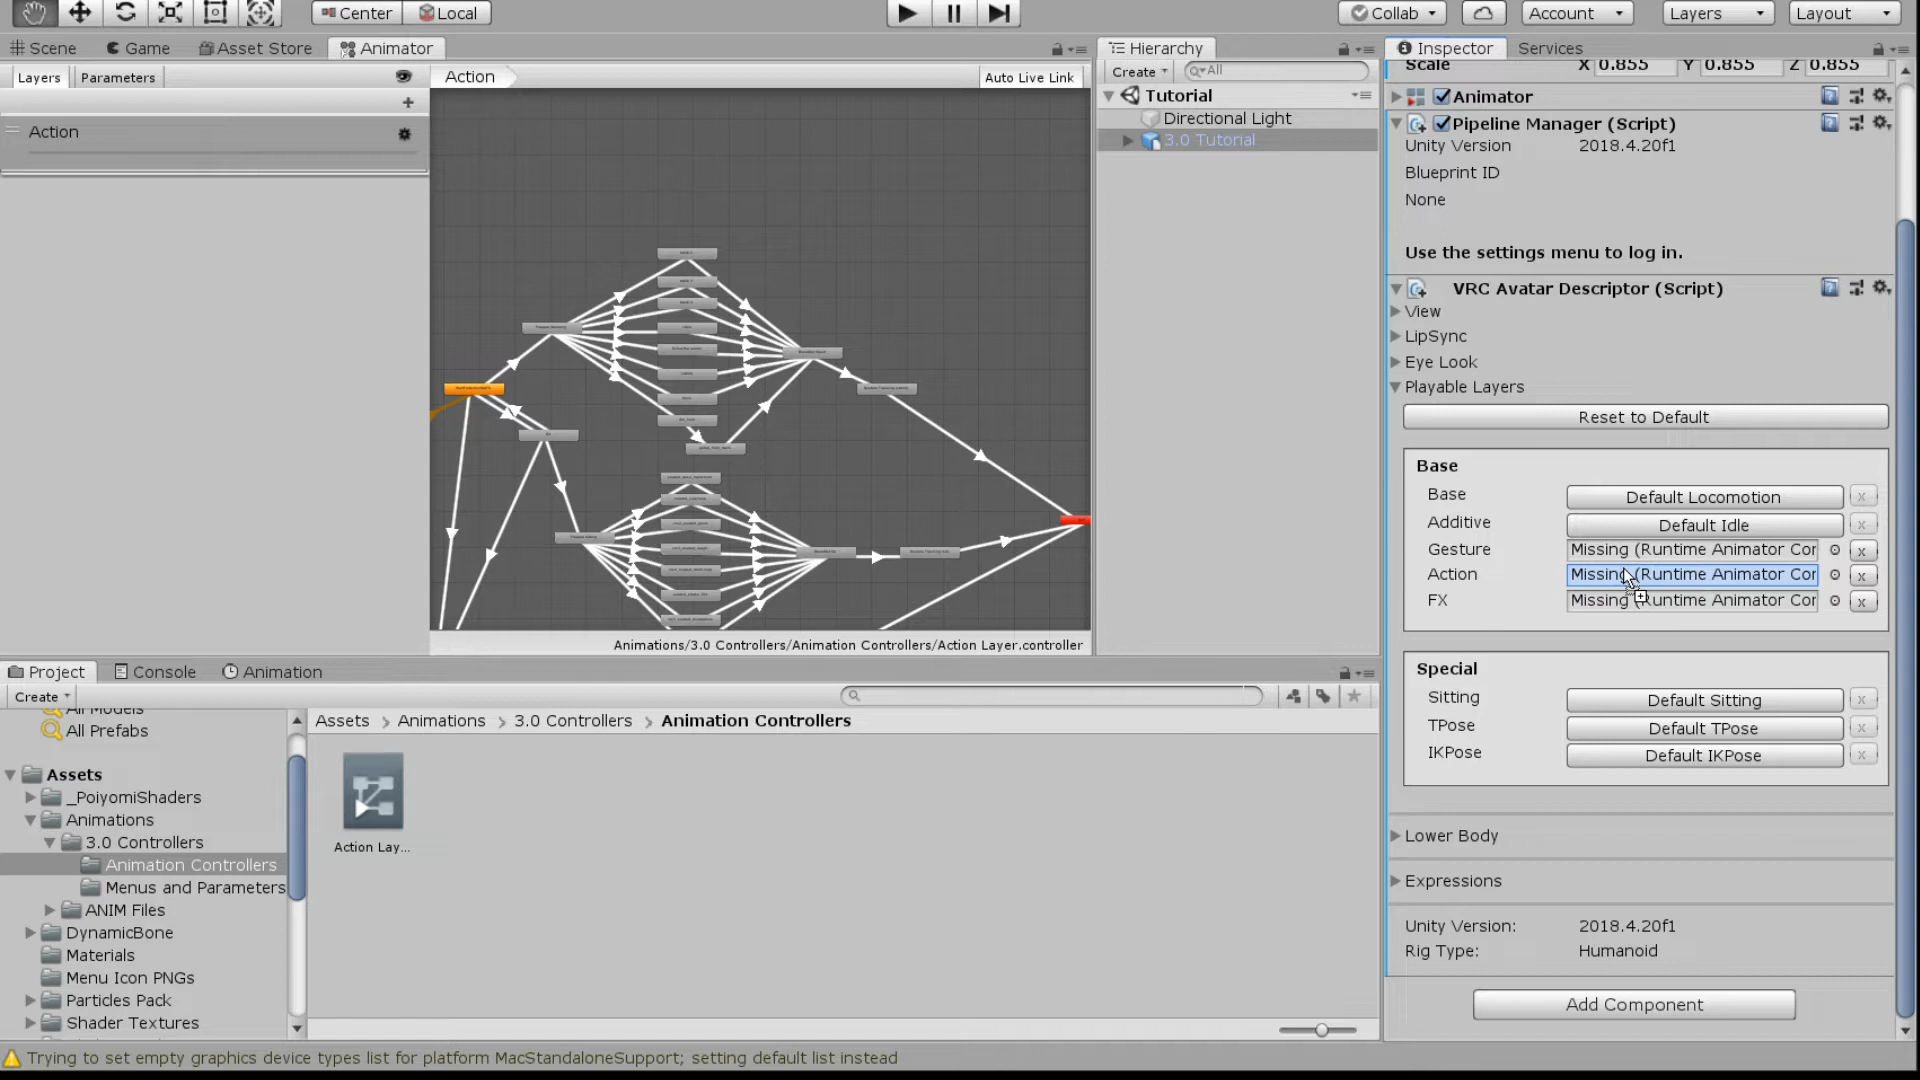 Center
Local
Collab
Account
Layers
Layout
Scene
Game
Asset Store
Animator
Hierarchy
Inspector
Services
Layers
Parameters
Action
Auto Live Link
Create
All
Scale
X 0.855
Y 0.855
Z 0.855
Action
Tutorial
Directional Light
3.0 Tutorial
Animator
Pipeline Manager (Script)
Unity Version
2018.4.20f1
Blueprint ID
None
Use the settings menu to log in.
VRC Avatar Descriptor (Script)
View
LipSync
Eye Look
Playable Layers
Reset to Default
Base
Base
Default Locomotion
x
Additive
Default Idle
x
Gesture
Missing (Runtime Animator Cor
x
Action
Missing (Runtime Animator Cor
x
FX
Missing (Runtime Animator Cor
x
Special
Sitting
Default Sitting
x
TPose
Default TPose
x
IKPose
Default IKPose
x
Lower Body
Expressions
Unity Version:
2018.4.20f1
Rig Type:
Humanoid
Add Component
Animations/3.0 Controllers/Animation Controllers/Action Layer.controller
Project
Console
Animation
Create
All Models
All Prefabs
Assets
_PoiyomiShaders
Animations
3.0 Controllers
Animation Controllers
Menus and Parameters
ANIM Files
DynamicBone
Materials
Menu Icon PNGs
Particles Pack
Shader Textures
Assets > Animations > 3.0 Controllers > Animation Controllers
Action Lay...
Trying to set empty graphics device types list for platform MacStandaloneSupport; setting default list instead